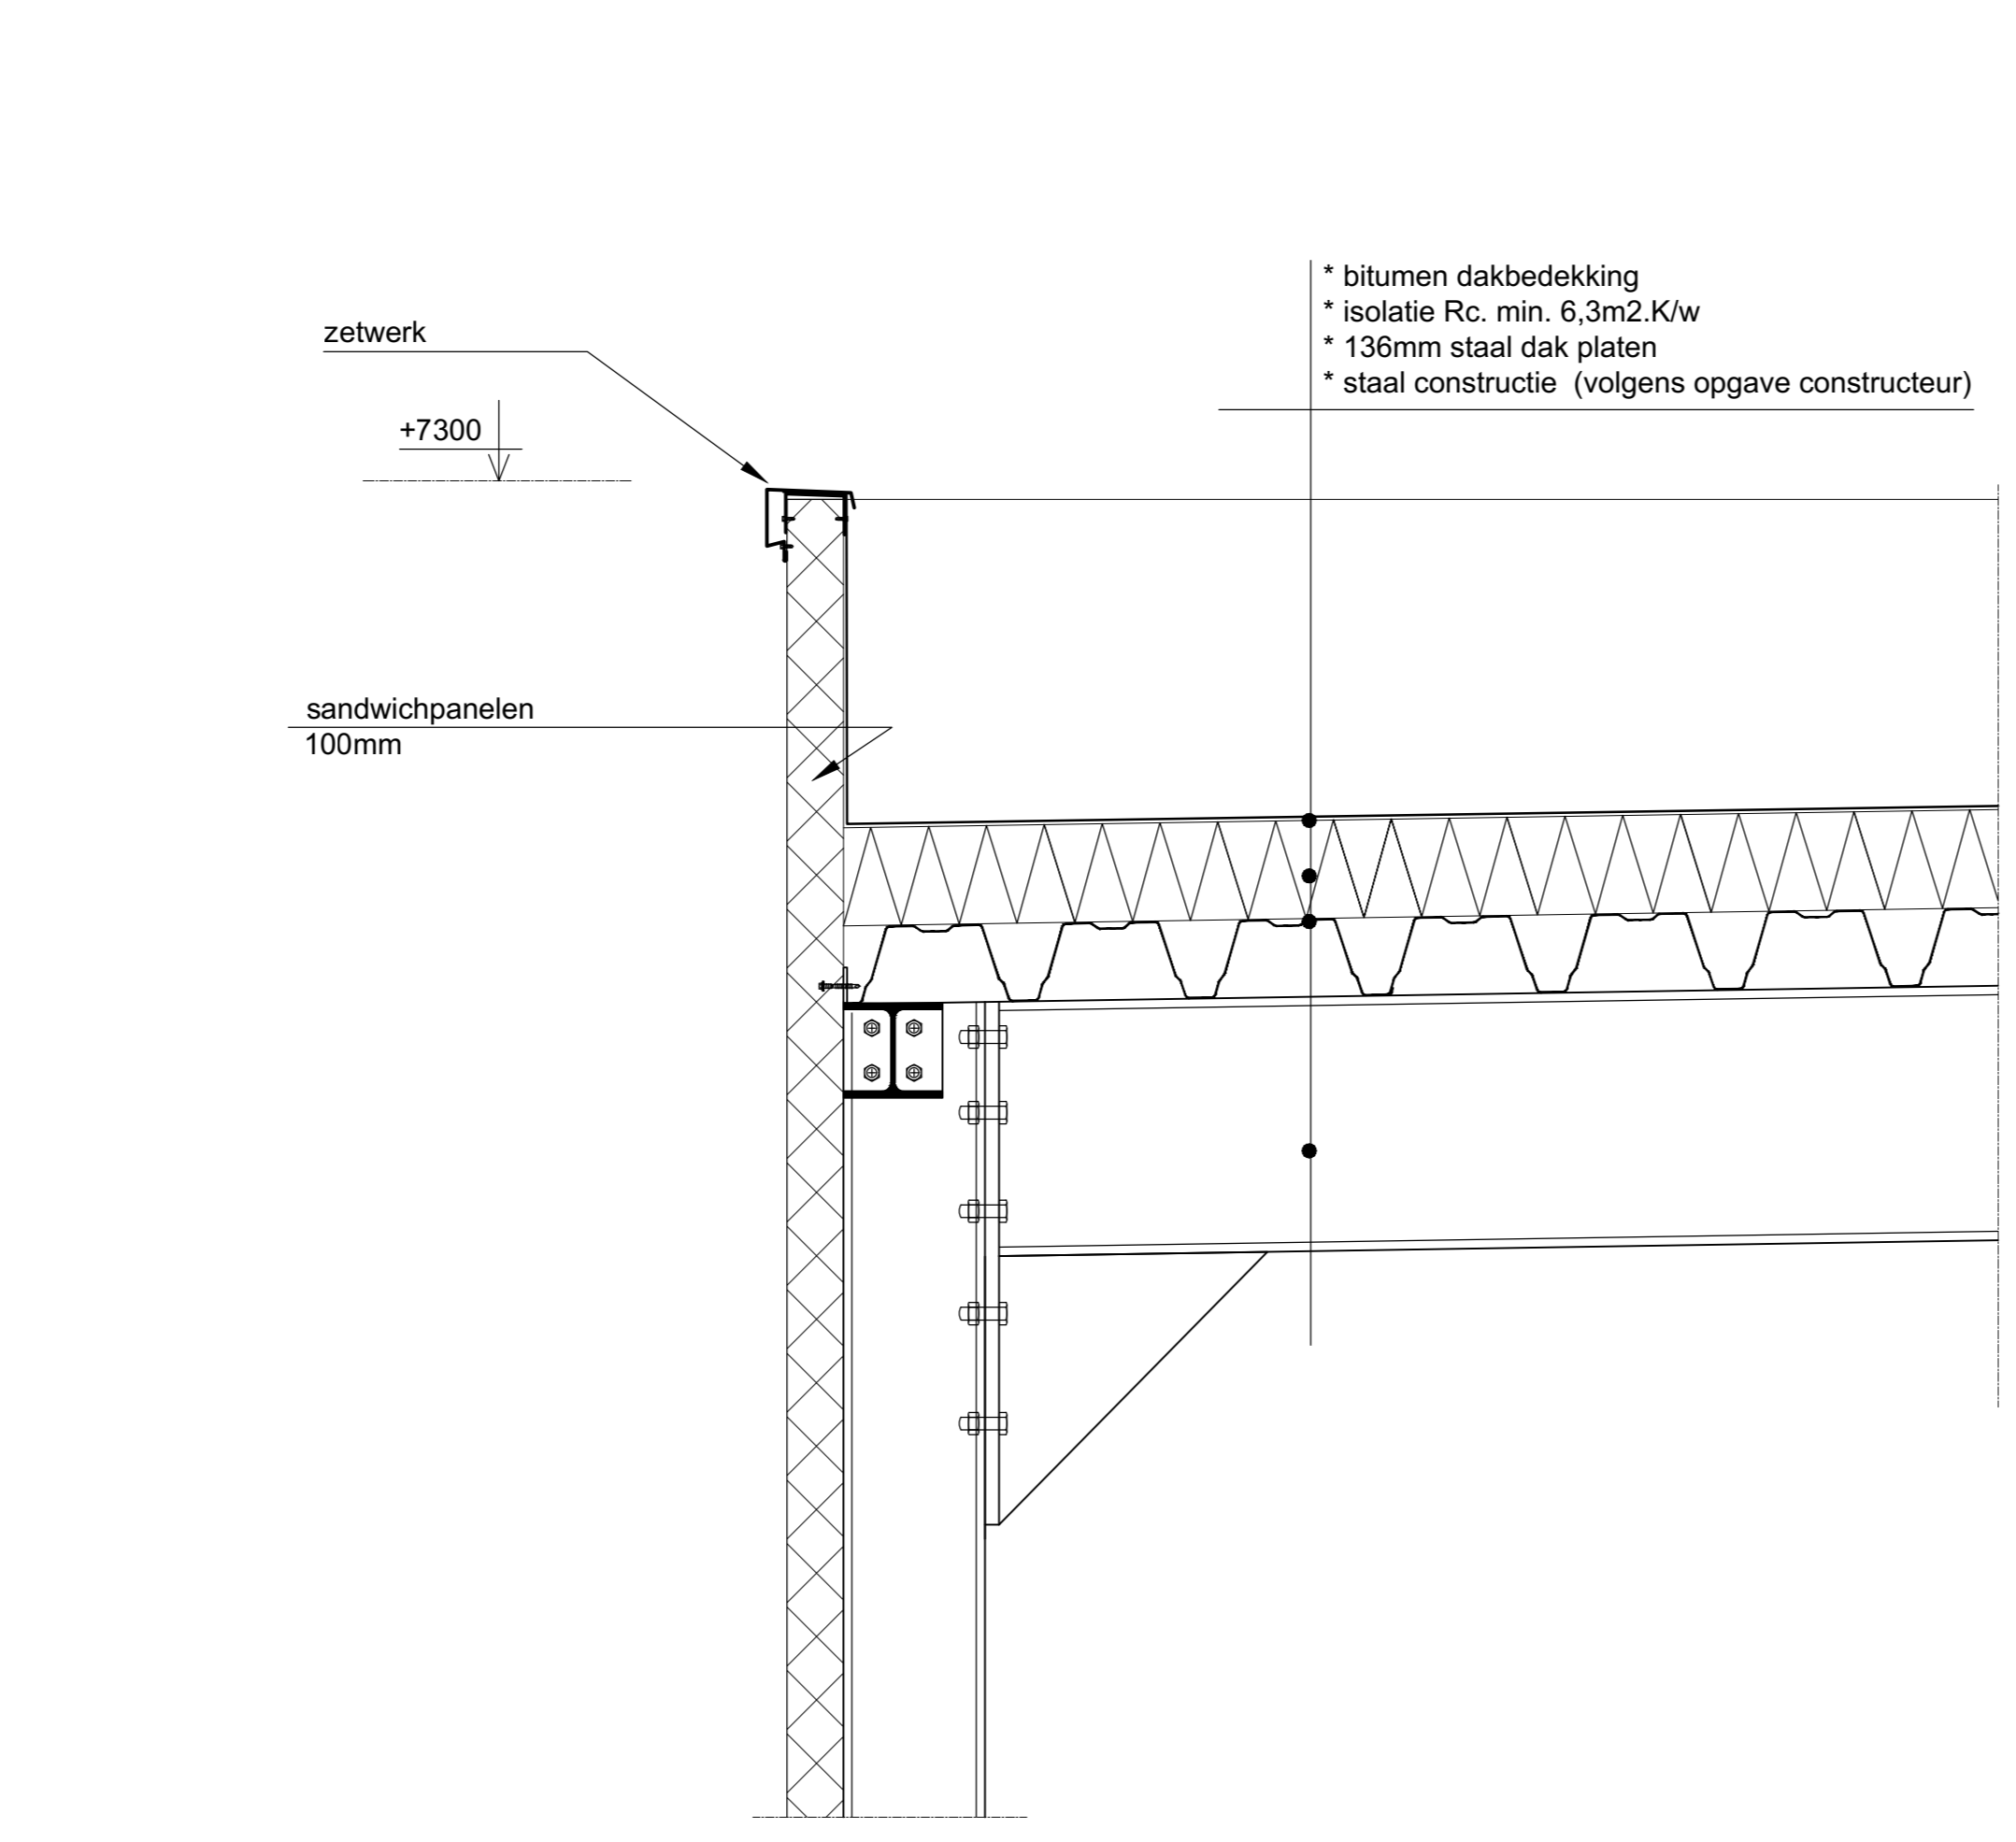 * bitumen dakbedekking
* isolatie Rc. min. 6,3m2.K/w
* 136mm staal dak platen
* staal constructie (volgens opgave constructeur)
zetwerk
+7300
sandwichpanelen
100mm